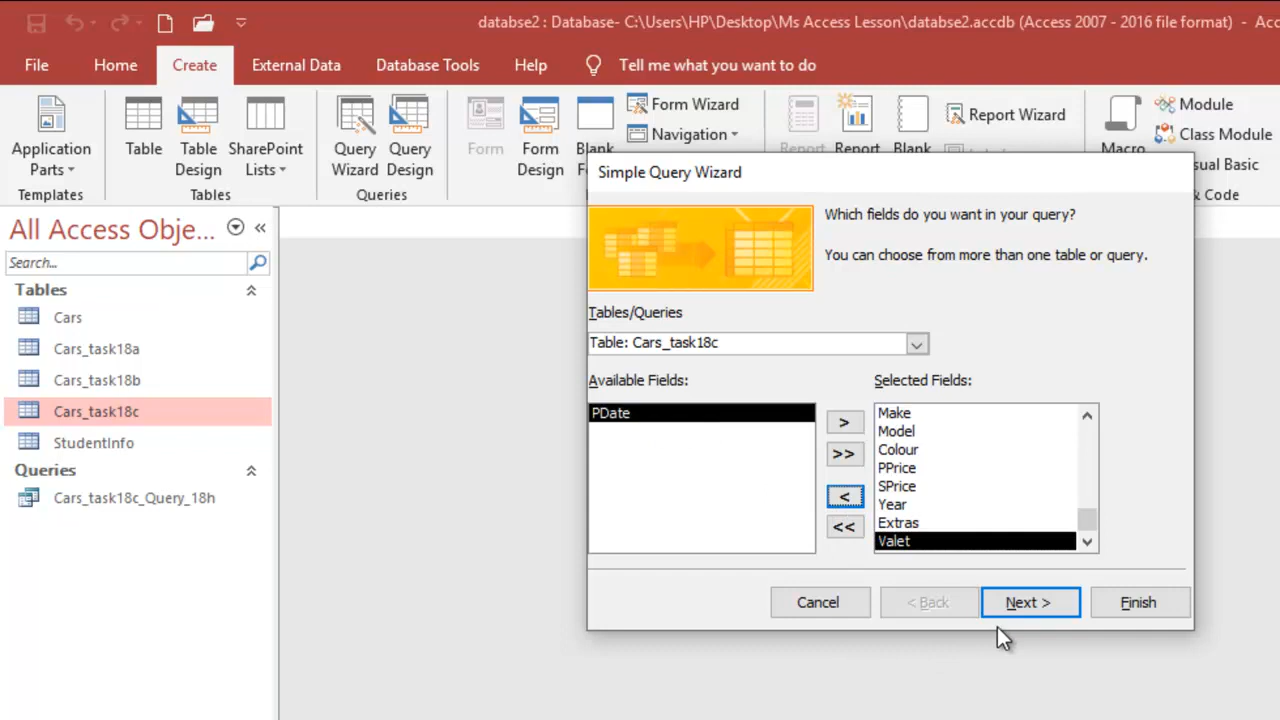 databse2 : Database- C:\Users\HP\Desktop\Ms Access Lesson\databse2.accdb (Access 2007 - 2016 file format) - Acc
File Home Create External Data Database Tools Help Tell me what you want to do
Application Parts
Templates
Table
Table Design
SharePoint Lists
Tables
Query Wizard
Query Design
Queries
Form
Form Design
Blank
F
Form Wizard
Navigation
Report
Report
Blank
Report Wizard
Macro
Module
Class Module
sual Basic
& Code
All Access Obje...
Search...
Tables
Cars
Cars_task18a
Cars_task18b
Cars_task18c
StudentInfo
Queries
Cars_task18c_Query_18h
Simple Query Wizard
Which fields do you want in your query?
You can choose from more than one table or query.
Tables/Queries
Table: Cars_task18c
Available Fields:
PDate
>
>>
<
<<
Selected Fields:
Make
Model
Colour
PPrice
SPrice
Year
Extras
Valet
Cancel < Back Next > Finish